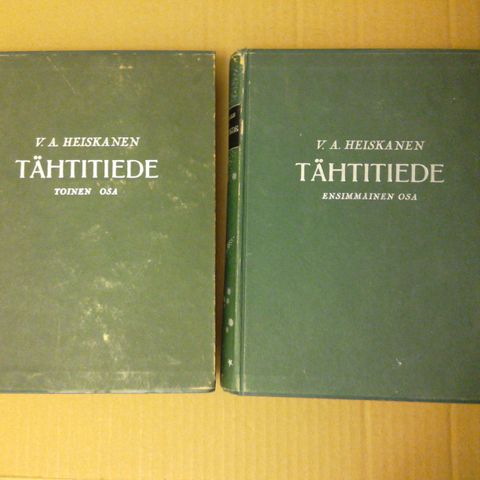 V. A. HEISKANEN
TÄHTITIEDE
TOINEN OSA
V. A. HEISKANEN
TÄHTITIEDE
ENSIMMÄINEN OSA